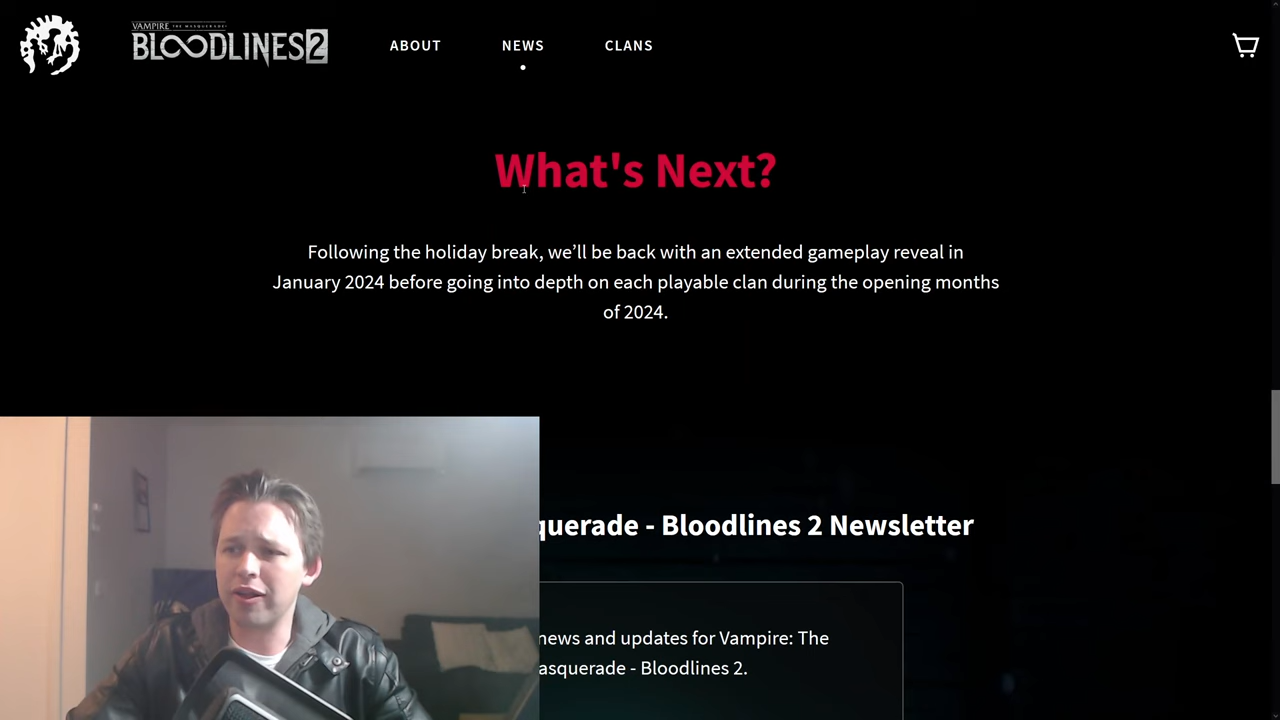 VAMPIRE THE MASQUERADE
BLOODLINES 2
ABOUT
NEWS
CLANS
What's Next?
Following the holiday break, we’ll be back with an extended gameplay reveal in
January 2024 before going into depth on each playable clan during the opening months
of 2024.
querade - Bloodlines 2 Newsletter
news and updates for Vampire: The
asquerade - Bloodlines 2.